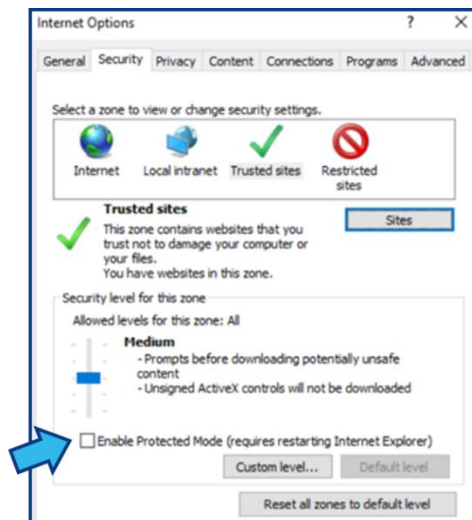 Internet Options ? X
General Security Privacy Content Connections Programs Advanced
Select a zone to view or change security settings.
Internet Local intranet Trusted sites Restricted
sites
Trusted sites
This zone contains websites that you
trust not to damage your computer or
your files.
You have websites in this zone.
Sites
Security level for this zone
Allowed levels for this zone: All
Medium
- Prompts before downloading potentially unsafe
content
- Unsigned ActiveX controls will not be downloaded
Enable Protected Mode (requires restarting Internet Explorer)
Custom level... Default level
Reset all zones to default level